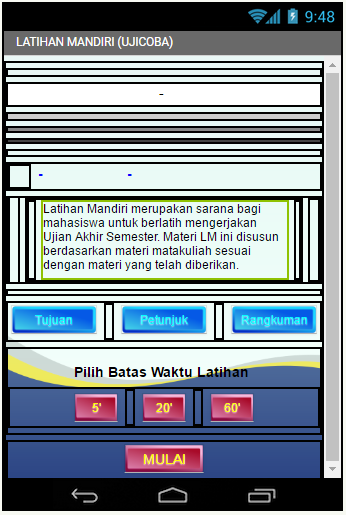 9:48
LATIHAN MANDIRI (UJICOBA)
-
- -
Latihan Mandiri merupakan sarana bagi
mahasiswa untuk berlatih mengerjakan
Ujian Akhir Semester. Materi LM ini disusun
berdasarkan materi matakuliah sesuai
dengan materi yang telah diberikan.
Tujuan Petunjuk Rangkuman
Pilih Batas Waktu Latihan
5' 20' 60'
MULAI